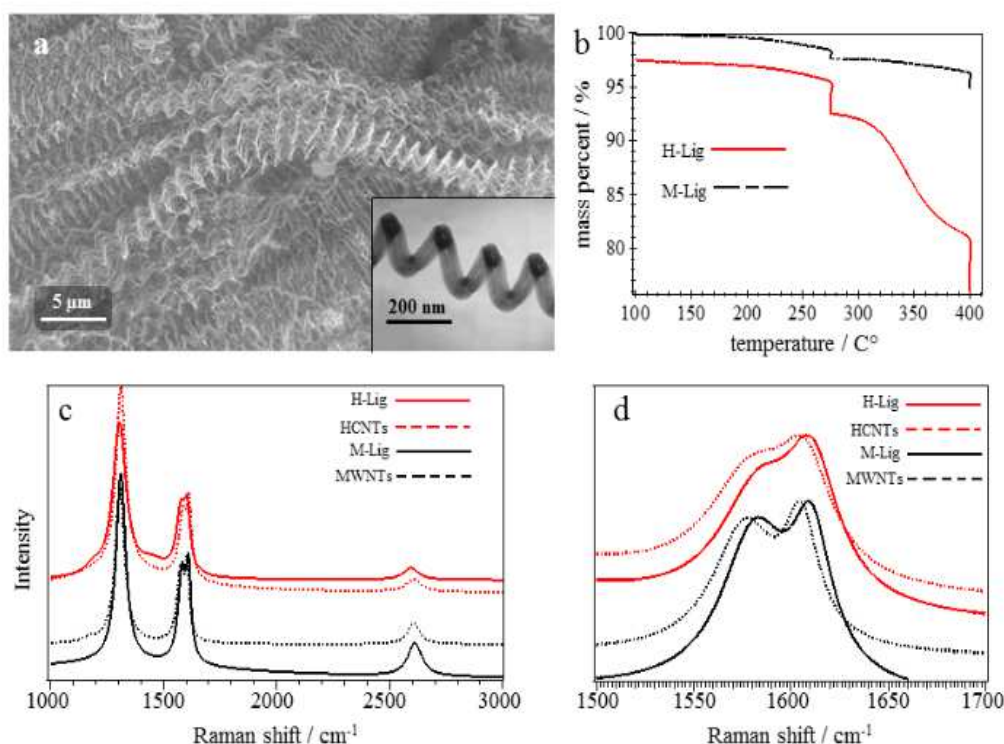 a
5 μm
200 nm
b
100
95
90
85
80
mass percent / %
H-Lig
M-Lig
100 150 200 250 300 350 400
temperature / C°
c
H-Lig
HCNTs
M-Lig
MWNTs
Intensity
1000 1500 2000 2500 3000
Raman shift / cm-1
d
H-Lig
HCNTs
M-Lig
MWNTs
1500 1560 1600 1640 1700
Raman shift / cm-1